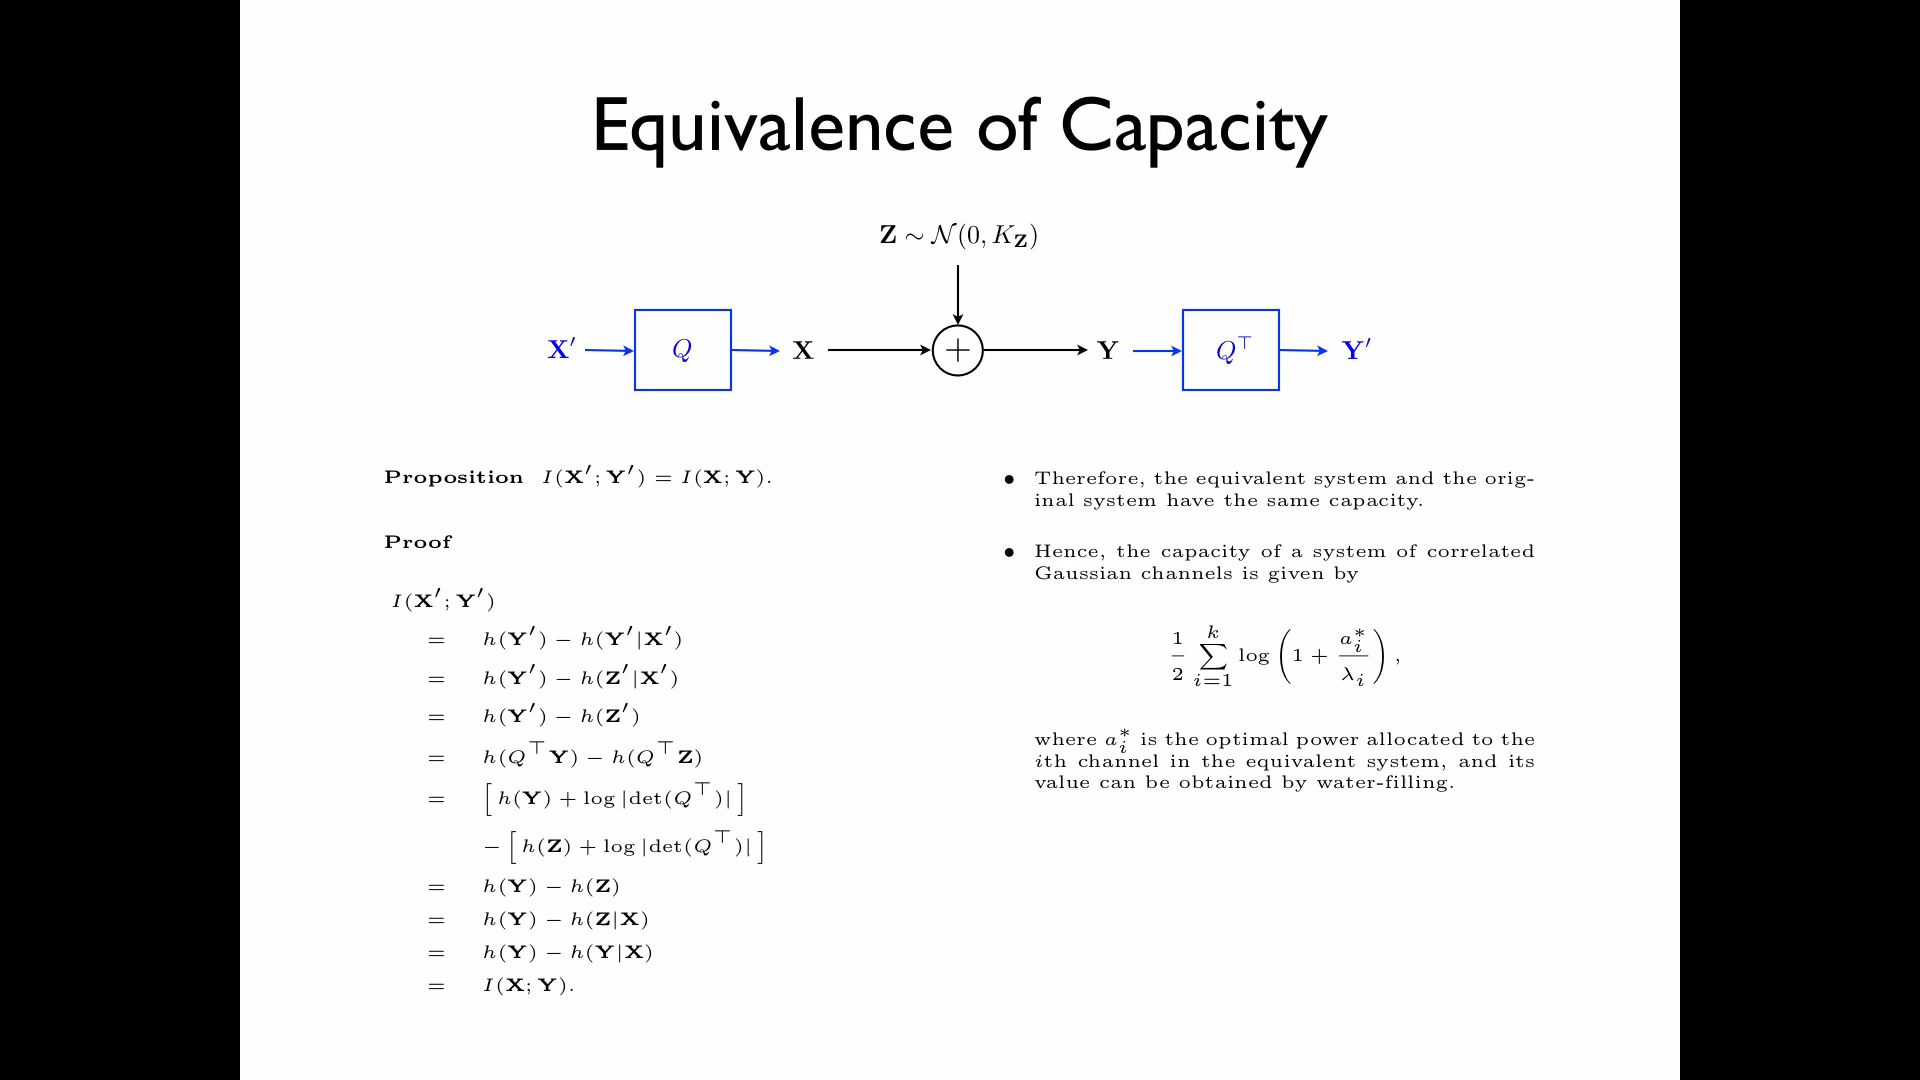 Equivalence of Capacity
Z ∼ 𝒩(0, K_Z)
X′ Q X + Y Q^⊤ Y′
Proposition I(X′; Y′) = I(X; Y).
Proof
I(X′; Y′)
= h(Y′) − h(Y′|X′)
= h(Y′) − h(Z′|X′)
= h(Y′) − h(Z′)
= h(Q^⊤Y) − h(Q^⊤Z)
= [h(Y) + log |det(Q^⊤)|]
− [h(Z) + log |det(Q^⊤)|]
= h(Y) − h(Z)
= h(Y) − h(Z|X)
= h(Y) − h(Y|X)
= I(X; Y).
• Therefore, the equivalent system and the orig-
inal system have the same capacity.
• Hence, the capacity of a system of correlated
Gaussian channels is given by
1/2 ∑_{i=1}^{k} log (1 + a_i^*/λ_i),
where a_i^* is the optimal power allocated to the
ith channel in the equivalent system, and its
value can be obtained by water-filling.